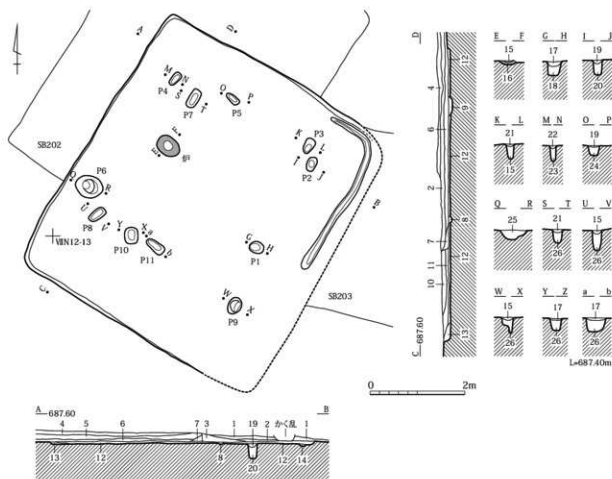 A
D
M
N
P4
S
P7
T
O
P5
P
K
P3
L
I
P2
J
F
E
炉
SB202
Q
P6
R
U
P8
V
Y
P10
X
a
P11
b
G
P1
H
B
W
P9
X
C
SB203
D
4
6
2
7
11
10
12
9
12
8
12
13
C 687.60
E F
15
16
G H
17
18
I J
19
20
K L
21
15
M N
22
23
O P
19
24
Q R
25
S T
21
26
U V
15
26
W X
15
26
Y Z
17
26
a b
17
26
L=687.40m
0 2m
A B
687.60
4 5 6 7 3 1 19 2 かく乱 1
13 12 8 20 12 14